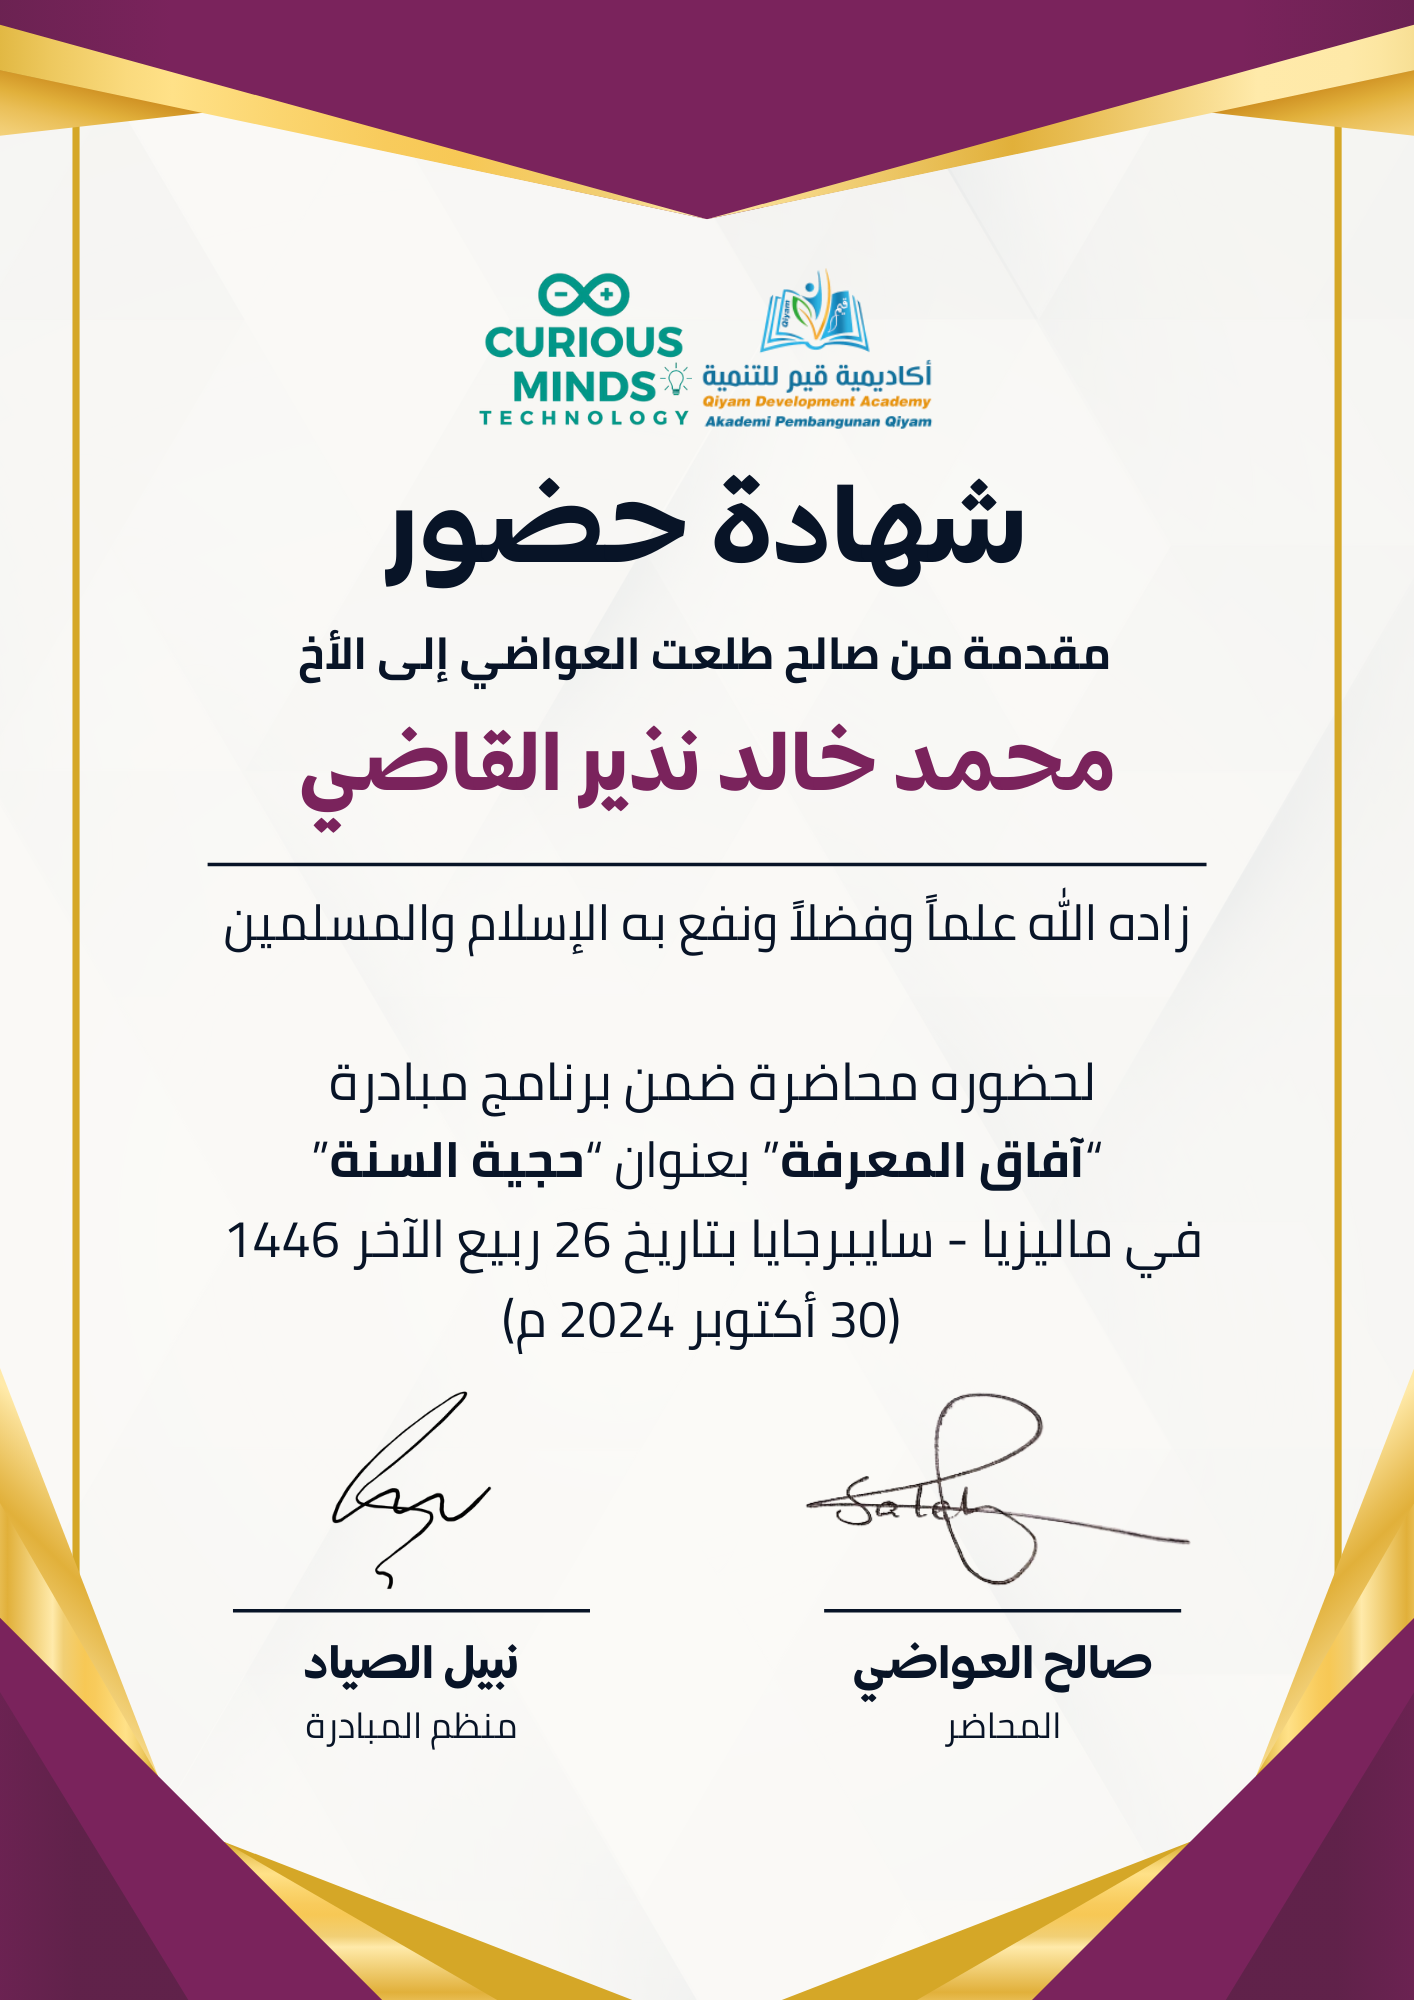 CURIOUS
MINDS
TECHNOLOGY
Qiyam
قيم
أكاديمية قيم للتنمية
Qiyam Development Academy
Akademi Pembangunan Qiyam
شهادة حضور
مقدمة من صالح طلعت العواضي إلى الأخ
محمد خالد نذير القاضي
زاده الله علماً وفضلاً ونفع به الإسلام والمسلمين
لحضوره محاضرة ضمن برنامج مبادرة
“آفاق المعرفة” بعنوان “حجية السنة”
في ماليزيا - سايبرجايا بتاريخ 26 ربيع الآخر 1446
(30 أكتوبر 2024 م)
Saleh
صالح العواضي
المحاضر
نبيل الصياد
منظم المبادرة